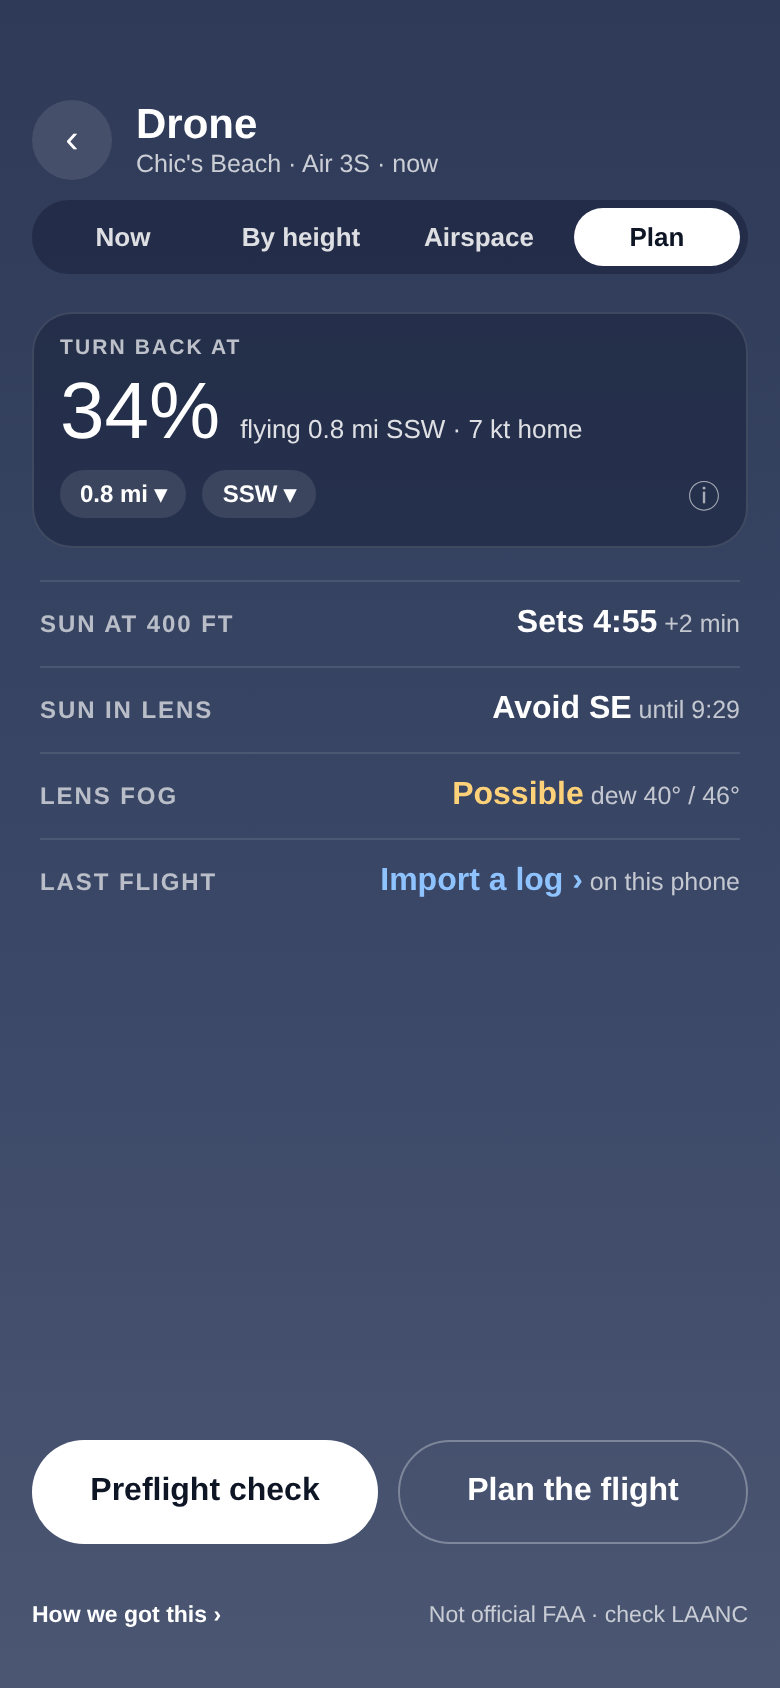 ‹
Drone
Chic's Beach · Air 3S · now
Now By height Airspace Plan
TURN BACK AT
34% flying 0.8 mi SSW · 7 kt home
0.8 mi ▾ SSW ▾ ⓘ
SUN AT 400 FT Sets 4:55 +2 min
SUN IN LENS Avoid SE until 9:29
LENS FOG Possible dew 40° / 46°
LAST FLIGHT Import a log › on this phone
Preflight check Plan the flight
How we got this › Not official FAA · check LAANC